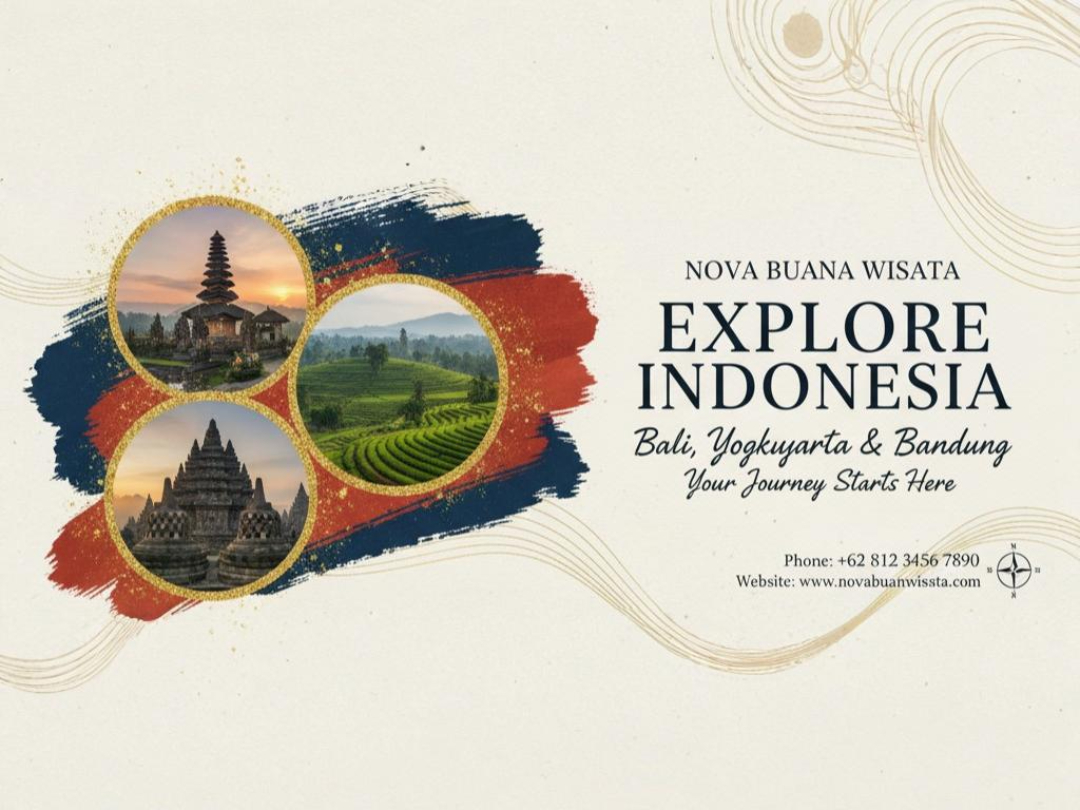 NOVA BUANA WISATA
EXPLORE
INDONESIA
Bali, Yogkuyarta & Bandung
Your Journey Starts Here
Phone: +62 812 3456 7890
Website: www.novabuanwissta.com